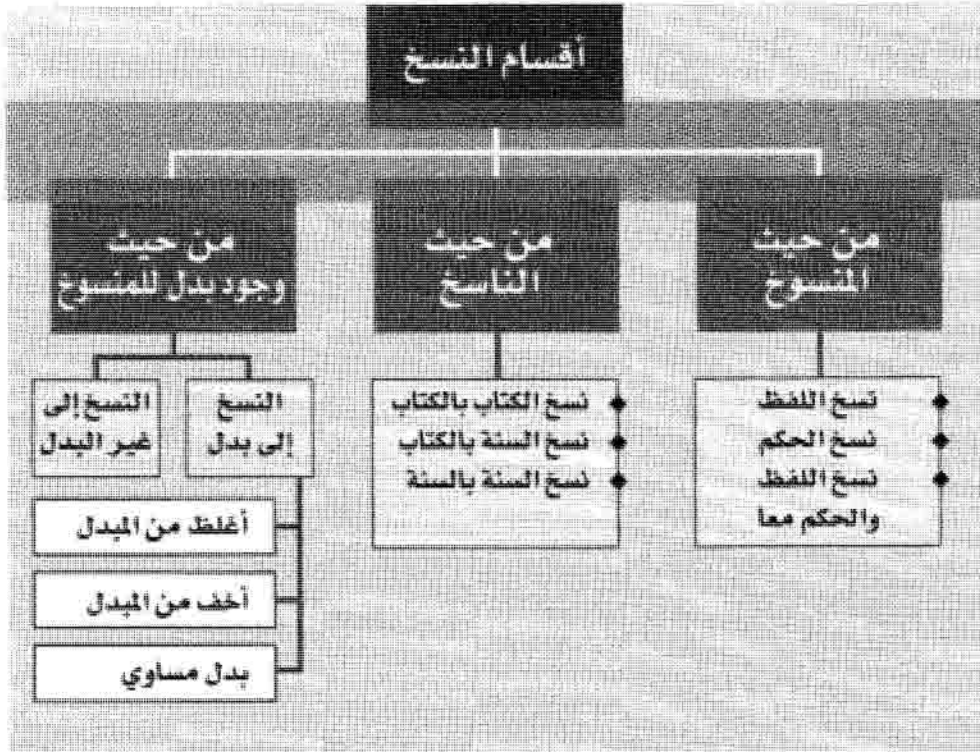 أقسام النسخ
من حيث
المنسوخ
نسخ اللفظ
نسخ الحكم
نسخ اللفظ
والحكم معا
من حيث
الناسخ
نسخ الكتاب بالكتاب
نسخ السنة بالكتاب
نسخ السنة بالسنة
من حيث
وجود بدل للمنسوخ
النسخ
إلى بدل
النسخ إلى
غير البدل
أغلظ من المبدل
أخف من المبدل
بدل مساوي